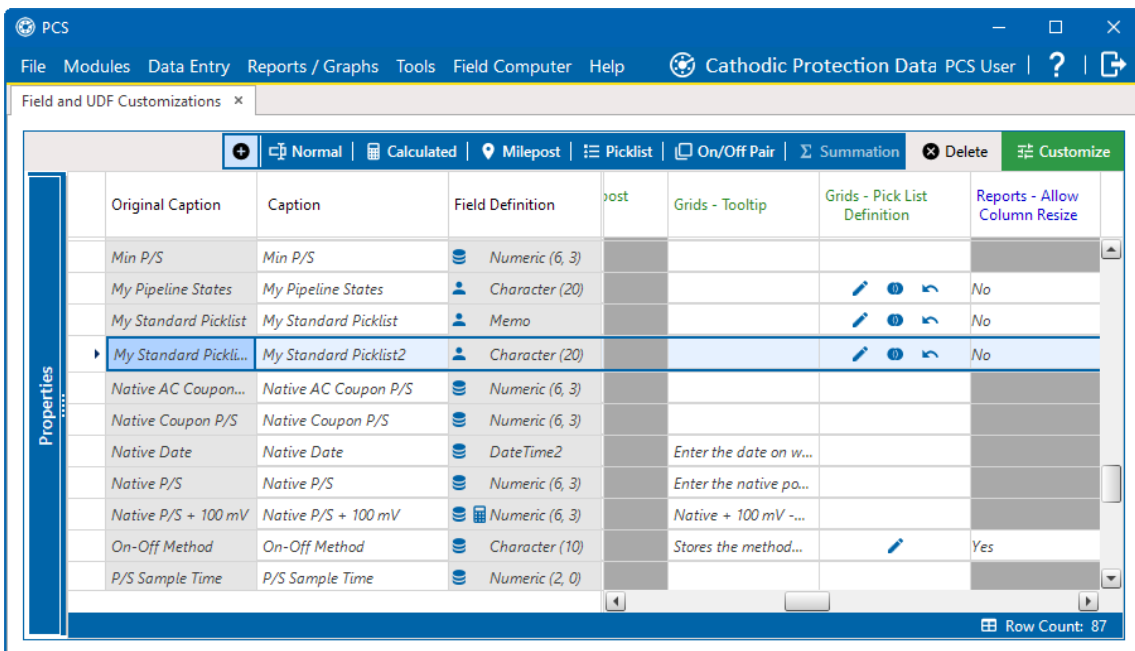 PCS
File Modules Data Entry Reports / Graphs Tools Field Computer Help Cathodic Protection Data PCS User | ? |
Field and UDF Customizations ×
Normal | Calculated | Milepost | Picklist | On/Off Pair | Σ Summation Delete Customize
Original Caption Caption Field Definition post Grids - Tooltip Grids - Pick List Definition Reports - Allow Column Resize
Min P/S Min P/S Numeric (6, 3)
My Pipeline States My Pipeline States Character (20) No
My Standard Picklist My Standard Picklist Memo No
My Standard Pickli... My Standard Picklist2 Character (20) No
Native AC Coupon... Native AC Coupon P/S Numeric (6, 3)
Native Coupon P/S Native Coupon P/S Numeric (6, 3)
Native Date Native Date DateTime2 Enter the date on w...
Native P/S Native P/S Numeric (6, 3) Enter the native po...
Native P/S + 100 mV Native P/S + 100 mV Numeric (6, 3) Native + 100 mV -...
On-Off Method On-Off Method Character (10) Stores the method... Yes
P/S Sample Time P/S Sample Time Numeric (2, 0)
Properties
Row Count: 87